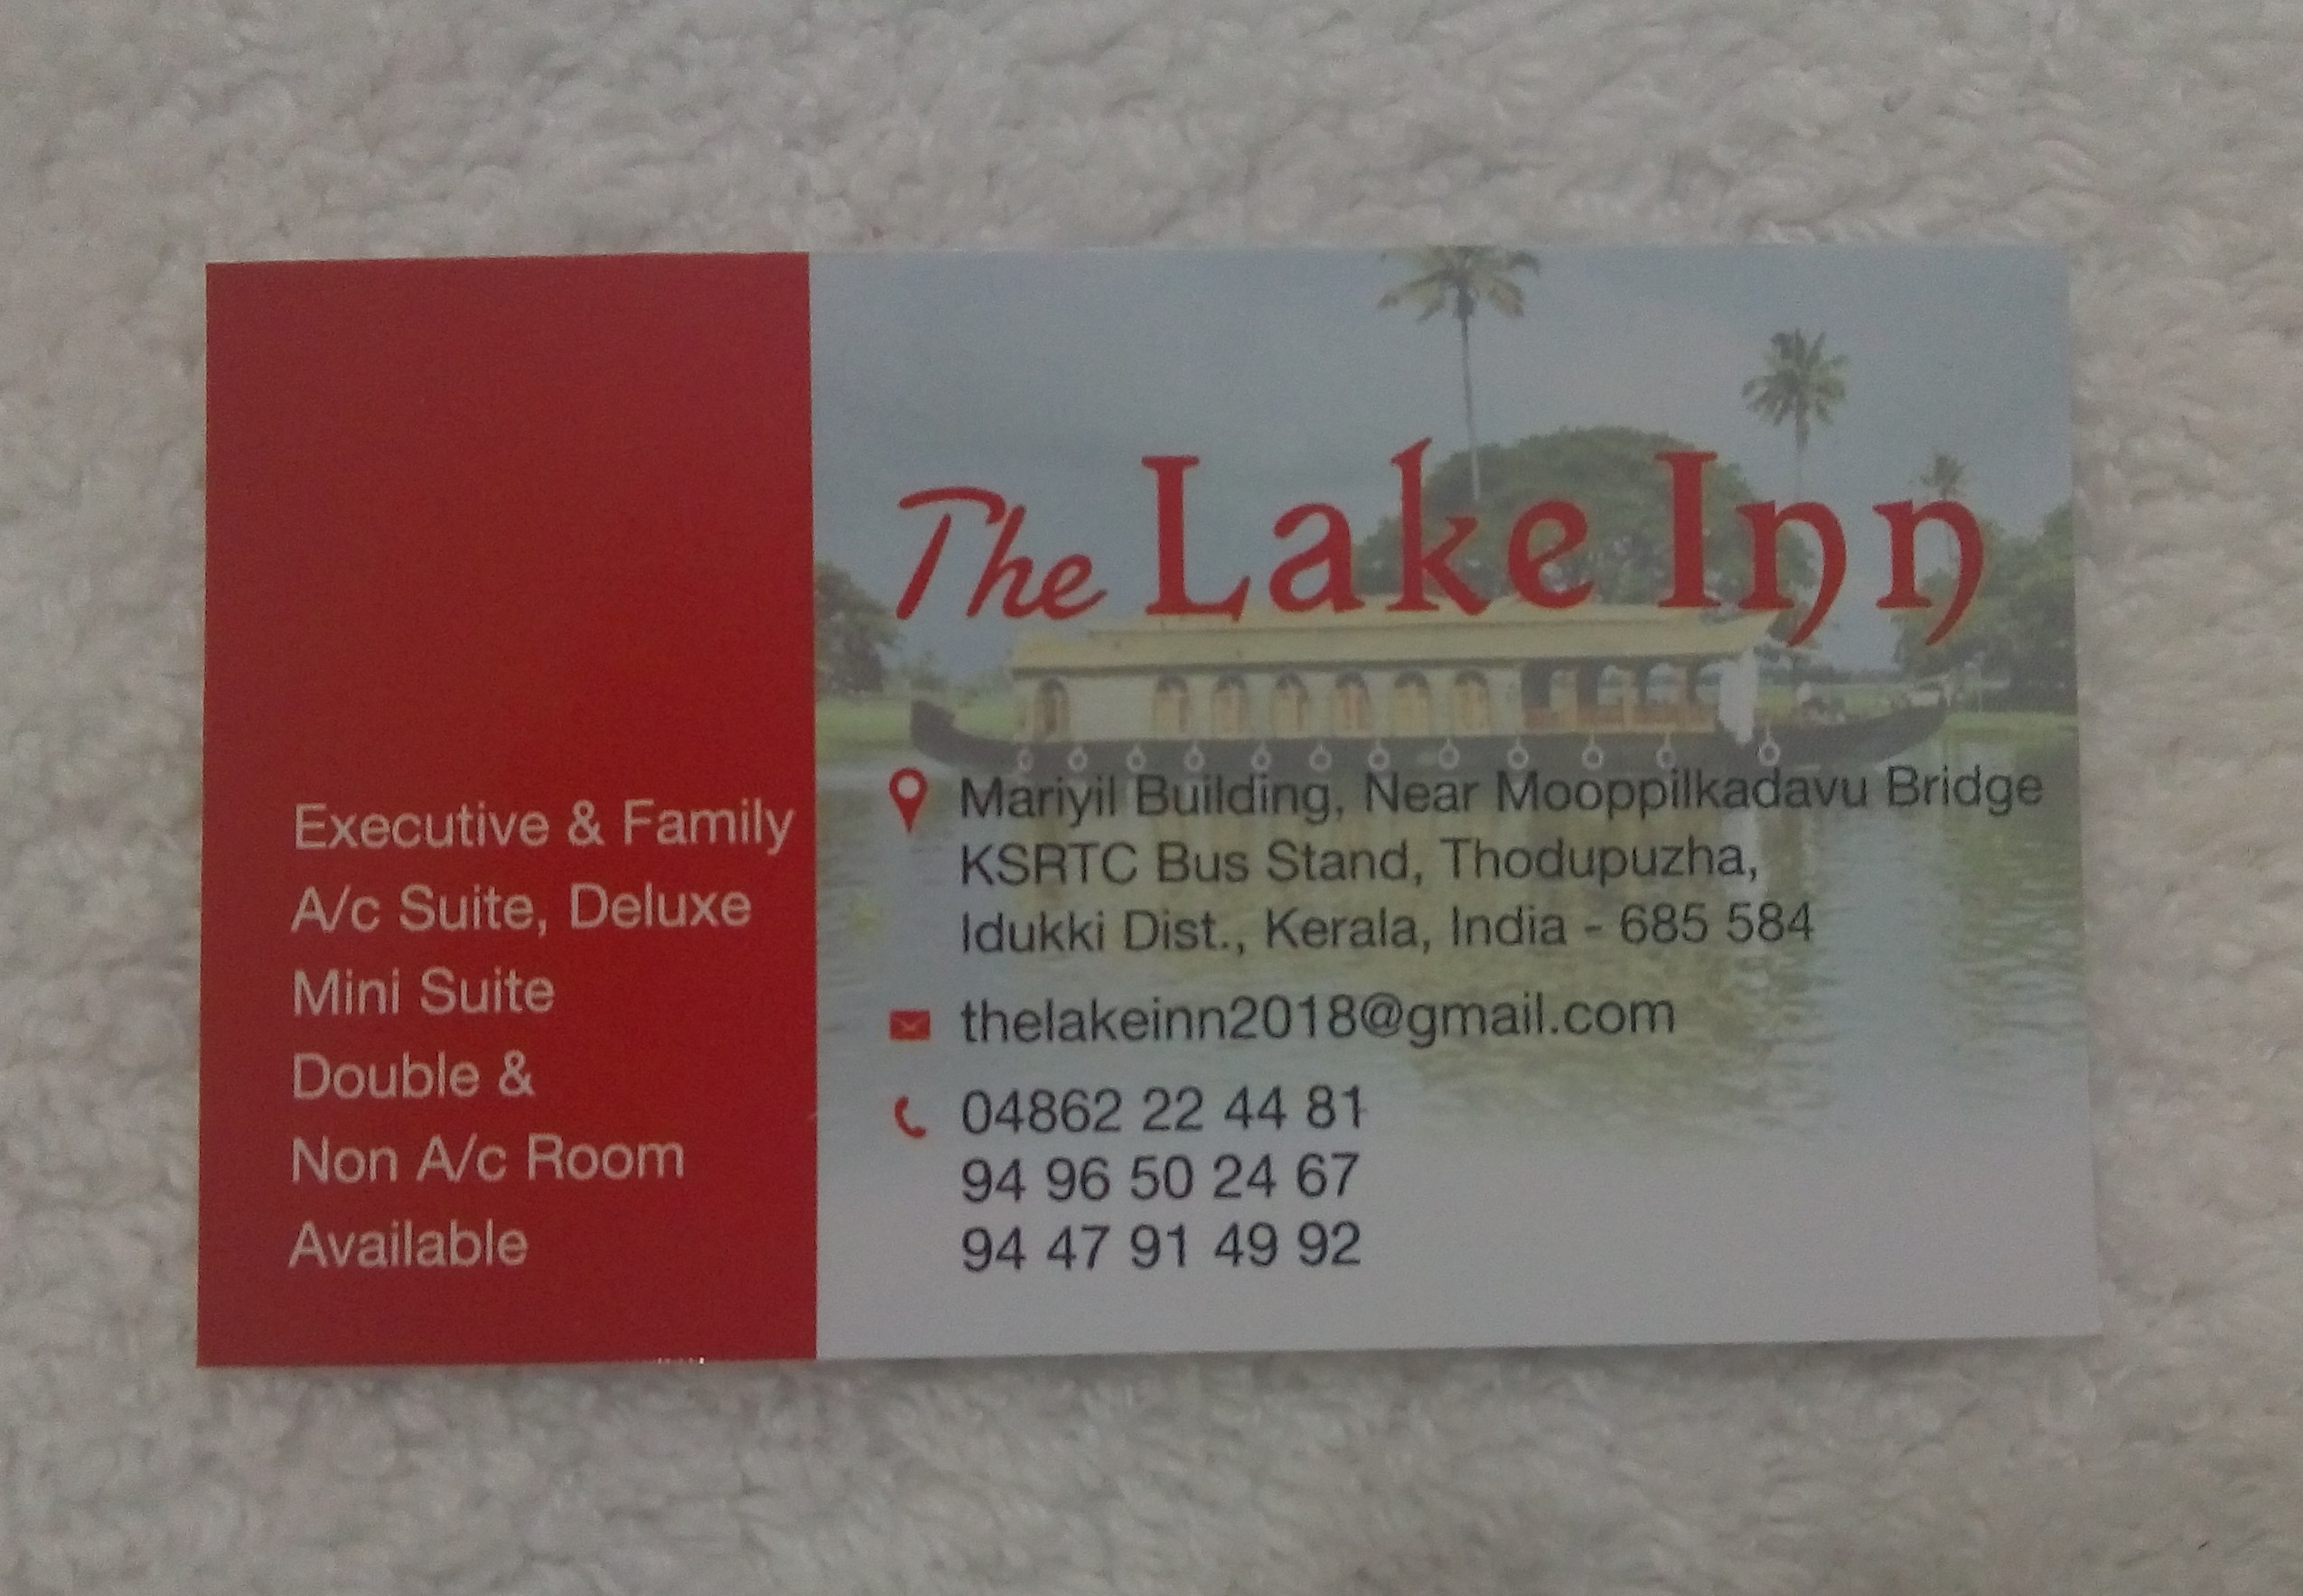 The Lake Inn
Executive & Family
A/c Suite, Deluxe
Mini Suite
Double &
Non A/c Room
Available
Mariyil Building, Near Mooppilkadavu Bridge
KSRTC Bus Stand, Thodupuzha,
Idukki Dist., Kerala, India - 685 584
thelakeinn2018@gmail.com
04862 22 44 81
94 96 50 24 67
94 47 91 49 92